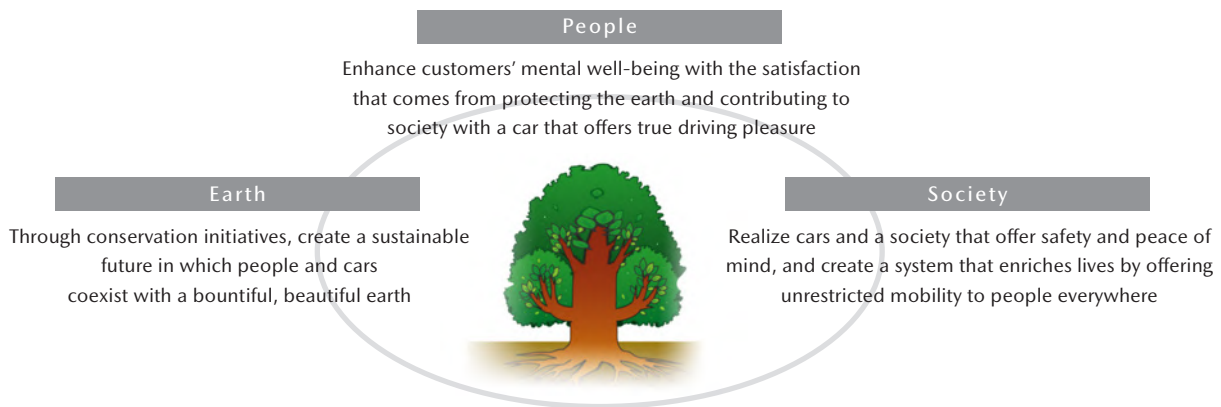 People
Enhance customers’ mental well-being with the satisfaction
that comes from protecting the earth and contributing to
society with a car that offers true driving pleasure
Earth
Through conservation initiatives, create a sustainable
future in which people and cars
coexist with a bountiful, beautiful earth
Society
Realize cars and a society that offer safety and peace of
mind, and create a system that enriches lives by offering
unrestricted mobility to people everywhere